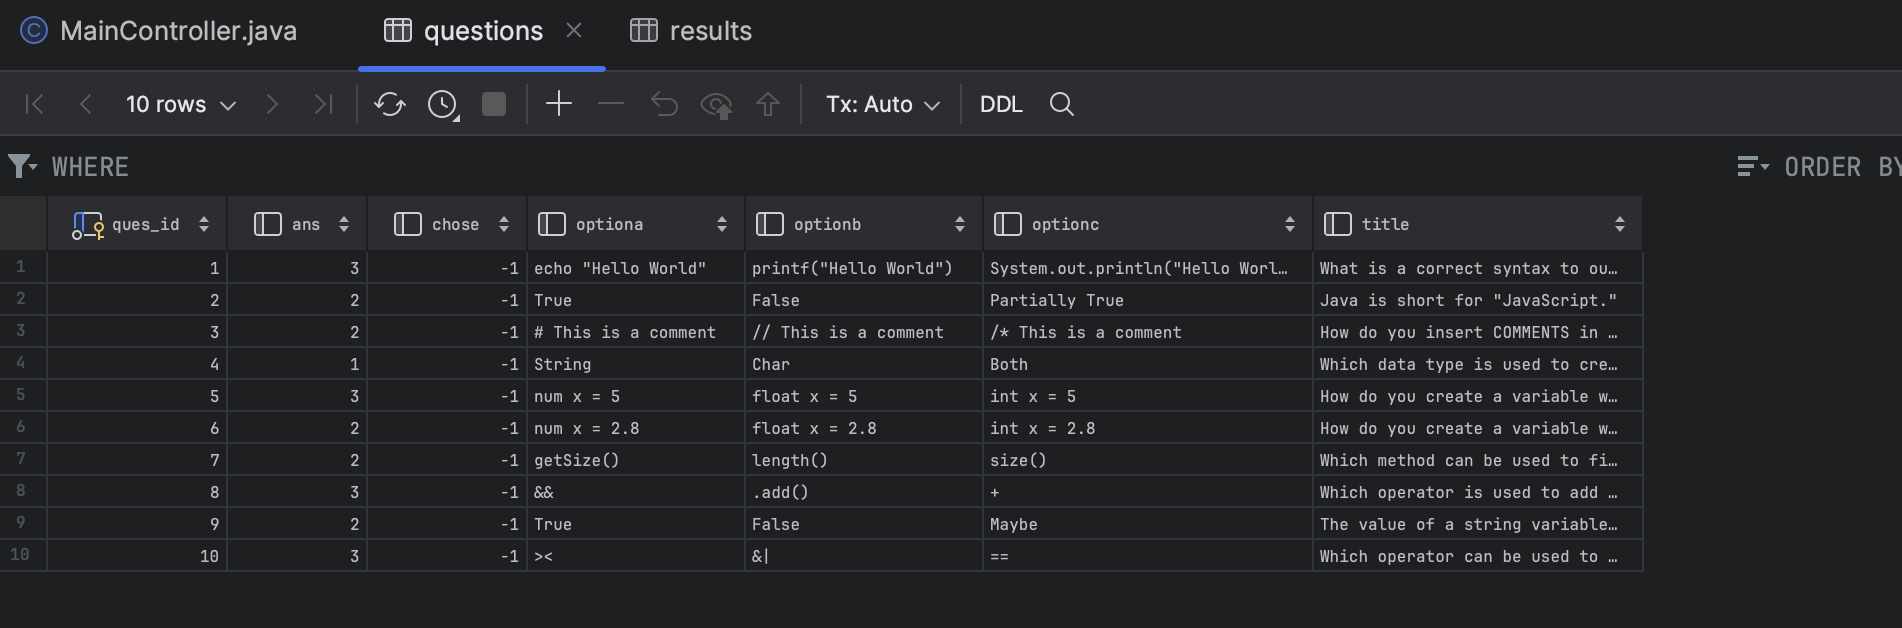 MainController.java questions results
10 rows Tx: Auto DDL
WHERE ORDER BY
ques_id ans chose optiona optionb optionc title
1 1 3 -1 echo "Hello World" printf("Hello World") System.out.println("Hello Worl… What is a correct syntax to ou…
2 2 2 -1 True False Partially True Java is short for "JavaScript."
3 3 2 -1 # This is a comment // This is a comment /* This is a comment How do you insert COMMENTS in …
4 4 1 -1 String Char Both Which data type is used to cre…
5 5 3 -1 num x = 5 float x = 5 int x = 5 How do you create a variable w…
6 6 2 -1 num x = 2.8 float x = 2.8 int x = 2.8 How do you create a variable w…
7 7 2 -1 getSize() length() size() Which method can be used to fi…
8 8 3 -1 && .add() + Which operator is used to add …
9 9 2 -1 True False Maybe The value of a string variable…
10 10 3 -1 >< &| == Which operator can be used to …